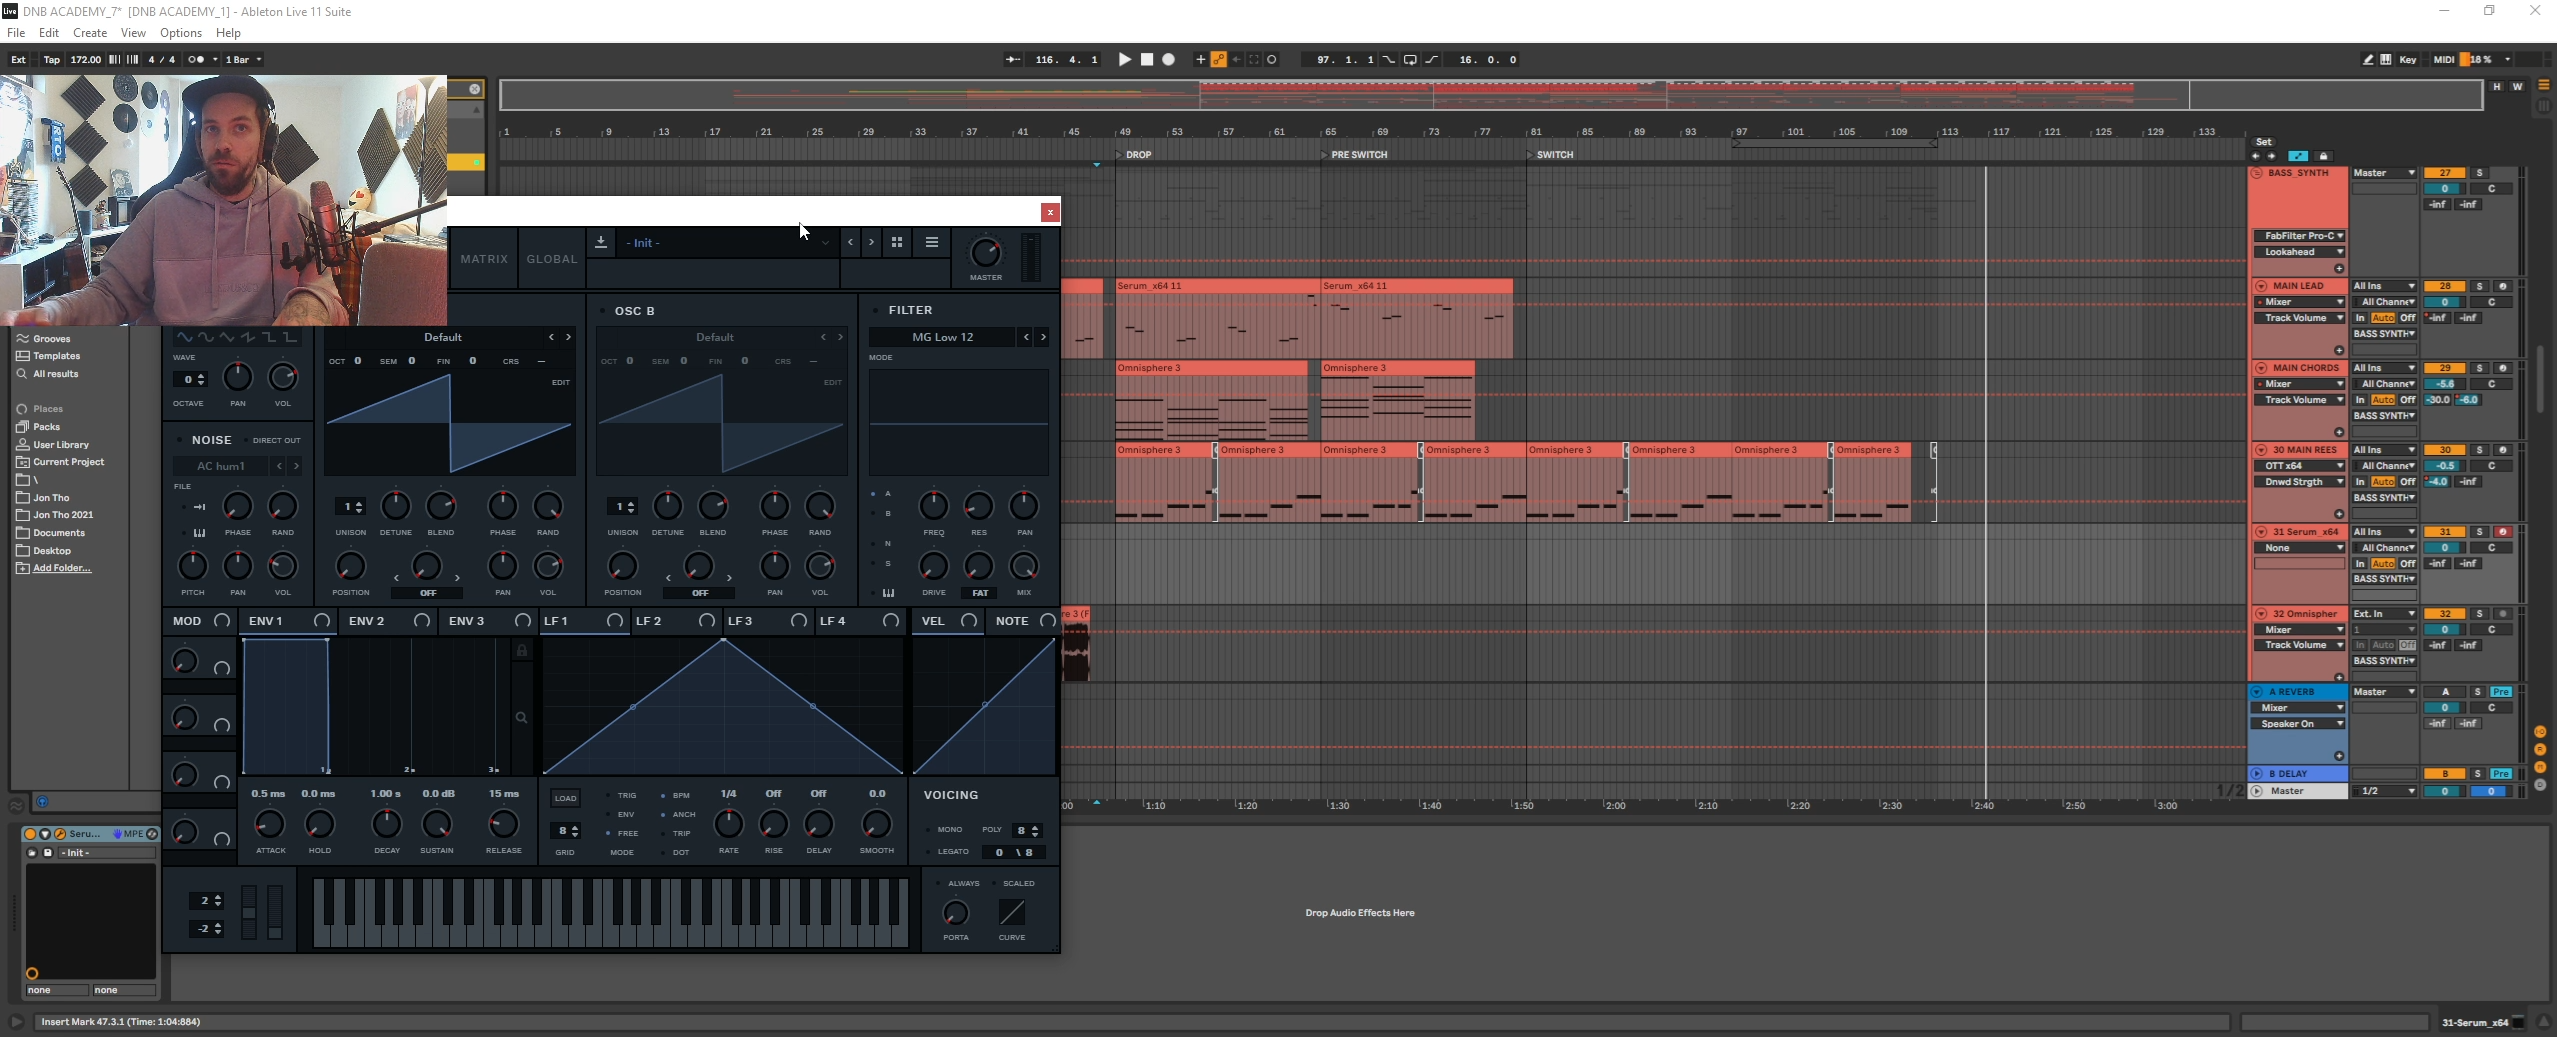 Live DNB ACADEMY_7* [DNB ACADEMY_1] - Ableton Live 11 Suite
File Edit Create View Options Help
Ext Tap 172.00 4 / 4 1 Bar 116. 4. 1 97. 1. 1 16. 0. 0 Key MIDI 18 %
H W
1 5 9 13 17 21 25 29 33 37 41 45 49 53 57 61 65 69 73 77 81 85 89 93 97 101 105 109 113 117 121 125 129 133
Set
DROP PRE SWITCH SWITCH
BASS_SYNTH Master 27 S
0 C
-inf -inf
FabFilter Pro-C
Lookahead
- Init -
MATRIX GLOBAL
MASTER
Serum_x64 11 Serum_x64 11
MAIN LEAD All Ins 28 S
Mixer All Channe 0 C
Track Volume In Auto Off -inf -inf
BASS SYNTH
OSC B FILTER
Default Default MG Low 12
OCT 0 SEM 0 FIN 0 CRS -- OCT 0 SEM 0 FIN 0 CRS -- MODE
EDIT EDIT
Grooves
Templates
All results
Places
Packs
User Library
Current Project
\
Jon Tho
Jon Tho 2021
Documents
Desktop
Add Folder...
WAVE
0
OCTAVE PAN VOL
NOISE DIRECT OUT
AC hum1
FILE
PHASE RAND
PITCH PAN VOL
1 1 A
B
UNISON DETUNE BLEND PHASE RAND UNISON DETUNE BLEND PHASE RAND FREQ RES PAN
N
S
POSITION OFF PAN VOL POSITION OFF PAN VOL DRIVE FAT MIX
Omnisphere 3 Omnisphere 3
MAIN CHORDS All Ins 29 S
Mixer All Channe -5.6 C
Track Volume In Auto Off -30.0 -6.0
BASS SYNTH
Omnisphere 3 Omnisphere 3 Omnisphere 3 Omnisphere 3 Omnisphere 3 Omnisphere 3 Omnisphere 3 Omnisphere 3
30 MAIN REES All Ins 30 S
OTT x64 All Channe -0.5 C
Dnwd Strgth In Auto Off -4.0 -inf
BASS SYNTH
31 Serum_x64 All Ins 31 S
None All Channe 0 C
In Auto Off -inf -inf
BASS SYNTH
re 3 (F
32 Omnispher Ext. In 32 S
Mixer 1 0 C
Track Volume In Auto Off -inf -inf
BASS SYNTH
A REVERB Master A S Pre
Mixer 0 C
Speaker On -inf -inf
B DELAY B S Pre
1/2 Master 1/2 0 0
MOD ENV 1 ENV 2 ENV 3 LF 1 LF 2 LF 3 LF 4 VEL NOTE
1 2 3
0.5 ms 0.0 ms 1.00 s 0.0 dB 15 ms
ATTACK HOLD DECAY SUSTAIN RELEASE
LOAD TRIG BPM 1/4 Off Off 0.0
ENV ANCH
8 FREE TRIP
GRID MODE DOT RATE RISE DELAY SMOOTH
VOICING
MONO POLY 8
LEGATO 0 \ 8
2
-2
ALWAYS SCALED
PORTA CURVE
:00 1:10 1:20 1:30 1:40 1:50 2:00 2:10 2:20 2:30 2:40 2:50 3:00
Seru... MPE
- Init -
none none
Drop Audio Effects Here
Insert Mark 47.3.1 (Time: 1:04:884)
31-Serum_x64